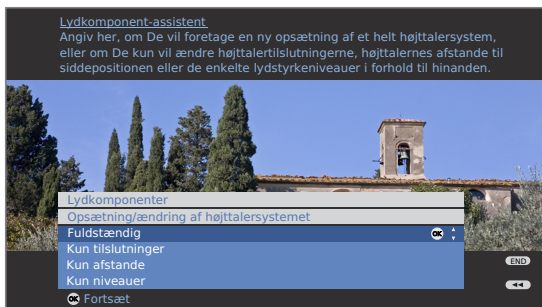 Lydkomponent-assistent
Angiv her, om De vil foretage en ny opsætning af et helt højttalersystem,
eller om De kun vil ændre højttalertilslutningerne, højttalernes afstande til
siddepositionen eller de enkelte lydstyrkeniveauer i forhold til hinanden.
Lydkomponenter
Opsætning/ændring af højttalersystemet
Fuldstændig OK
Kun tilslutninger
Kun afstande
Kun niveauer
END
OK Fortsæt